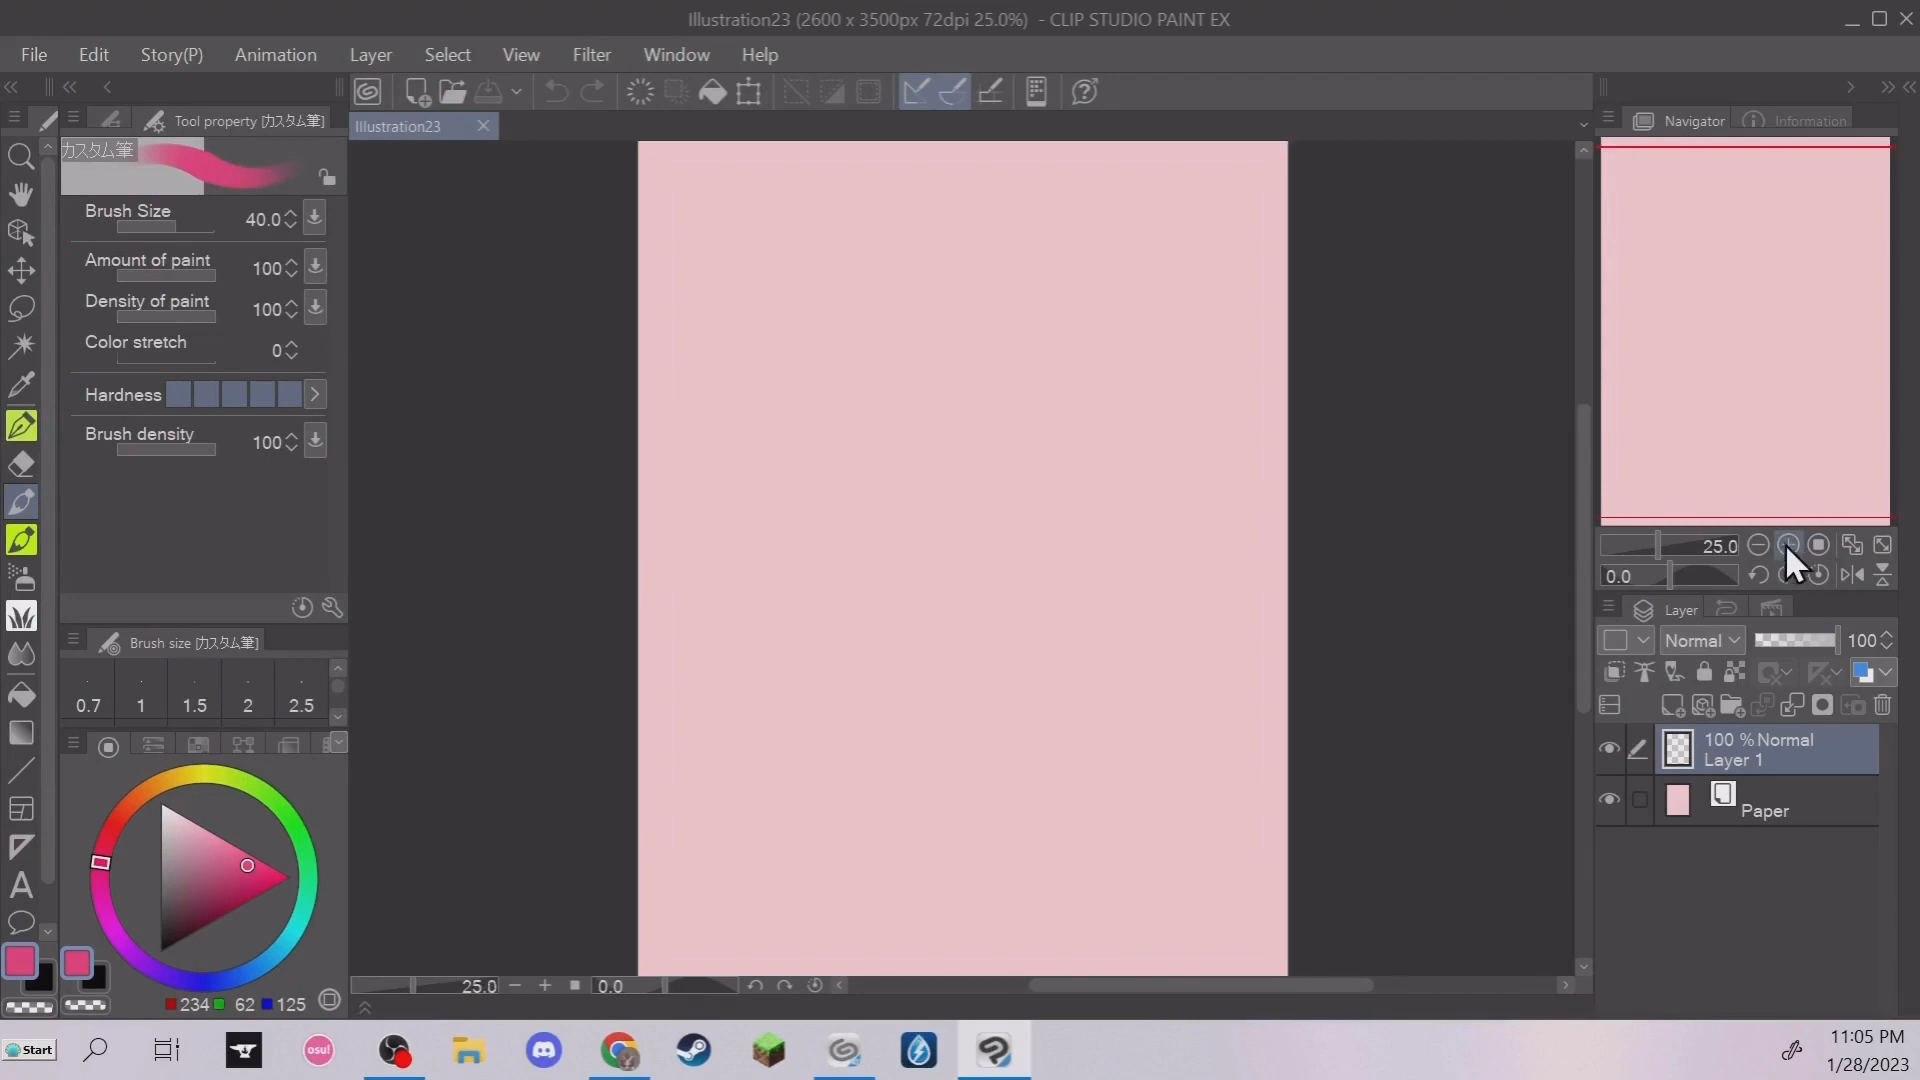 Illustration23 (2600 x 3500px 72dpi 25.0%) - CLIP STUDIO PAINT EX
File Edit Story(P) Animation Layer Select View Filter Window Help
Tool property [カスタム筆]
Illustration23
Navigator Information
カスタム筆
Brush Size 40.0
Amount of paint 100
Density of paint 100
Color stretch 0
Hardness
Brush density 100
25.0
0.0
Layer
Brush size [カスタム筆]
Normal 100
0.7 1 1.5 2 2.5
100 % Normal
Layer 1
Paper
A
25.0 0.0
234 62 125
Start
osu!
11:05 PM
1/28/2023